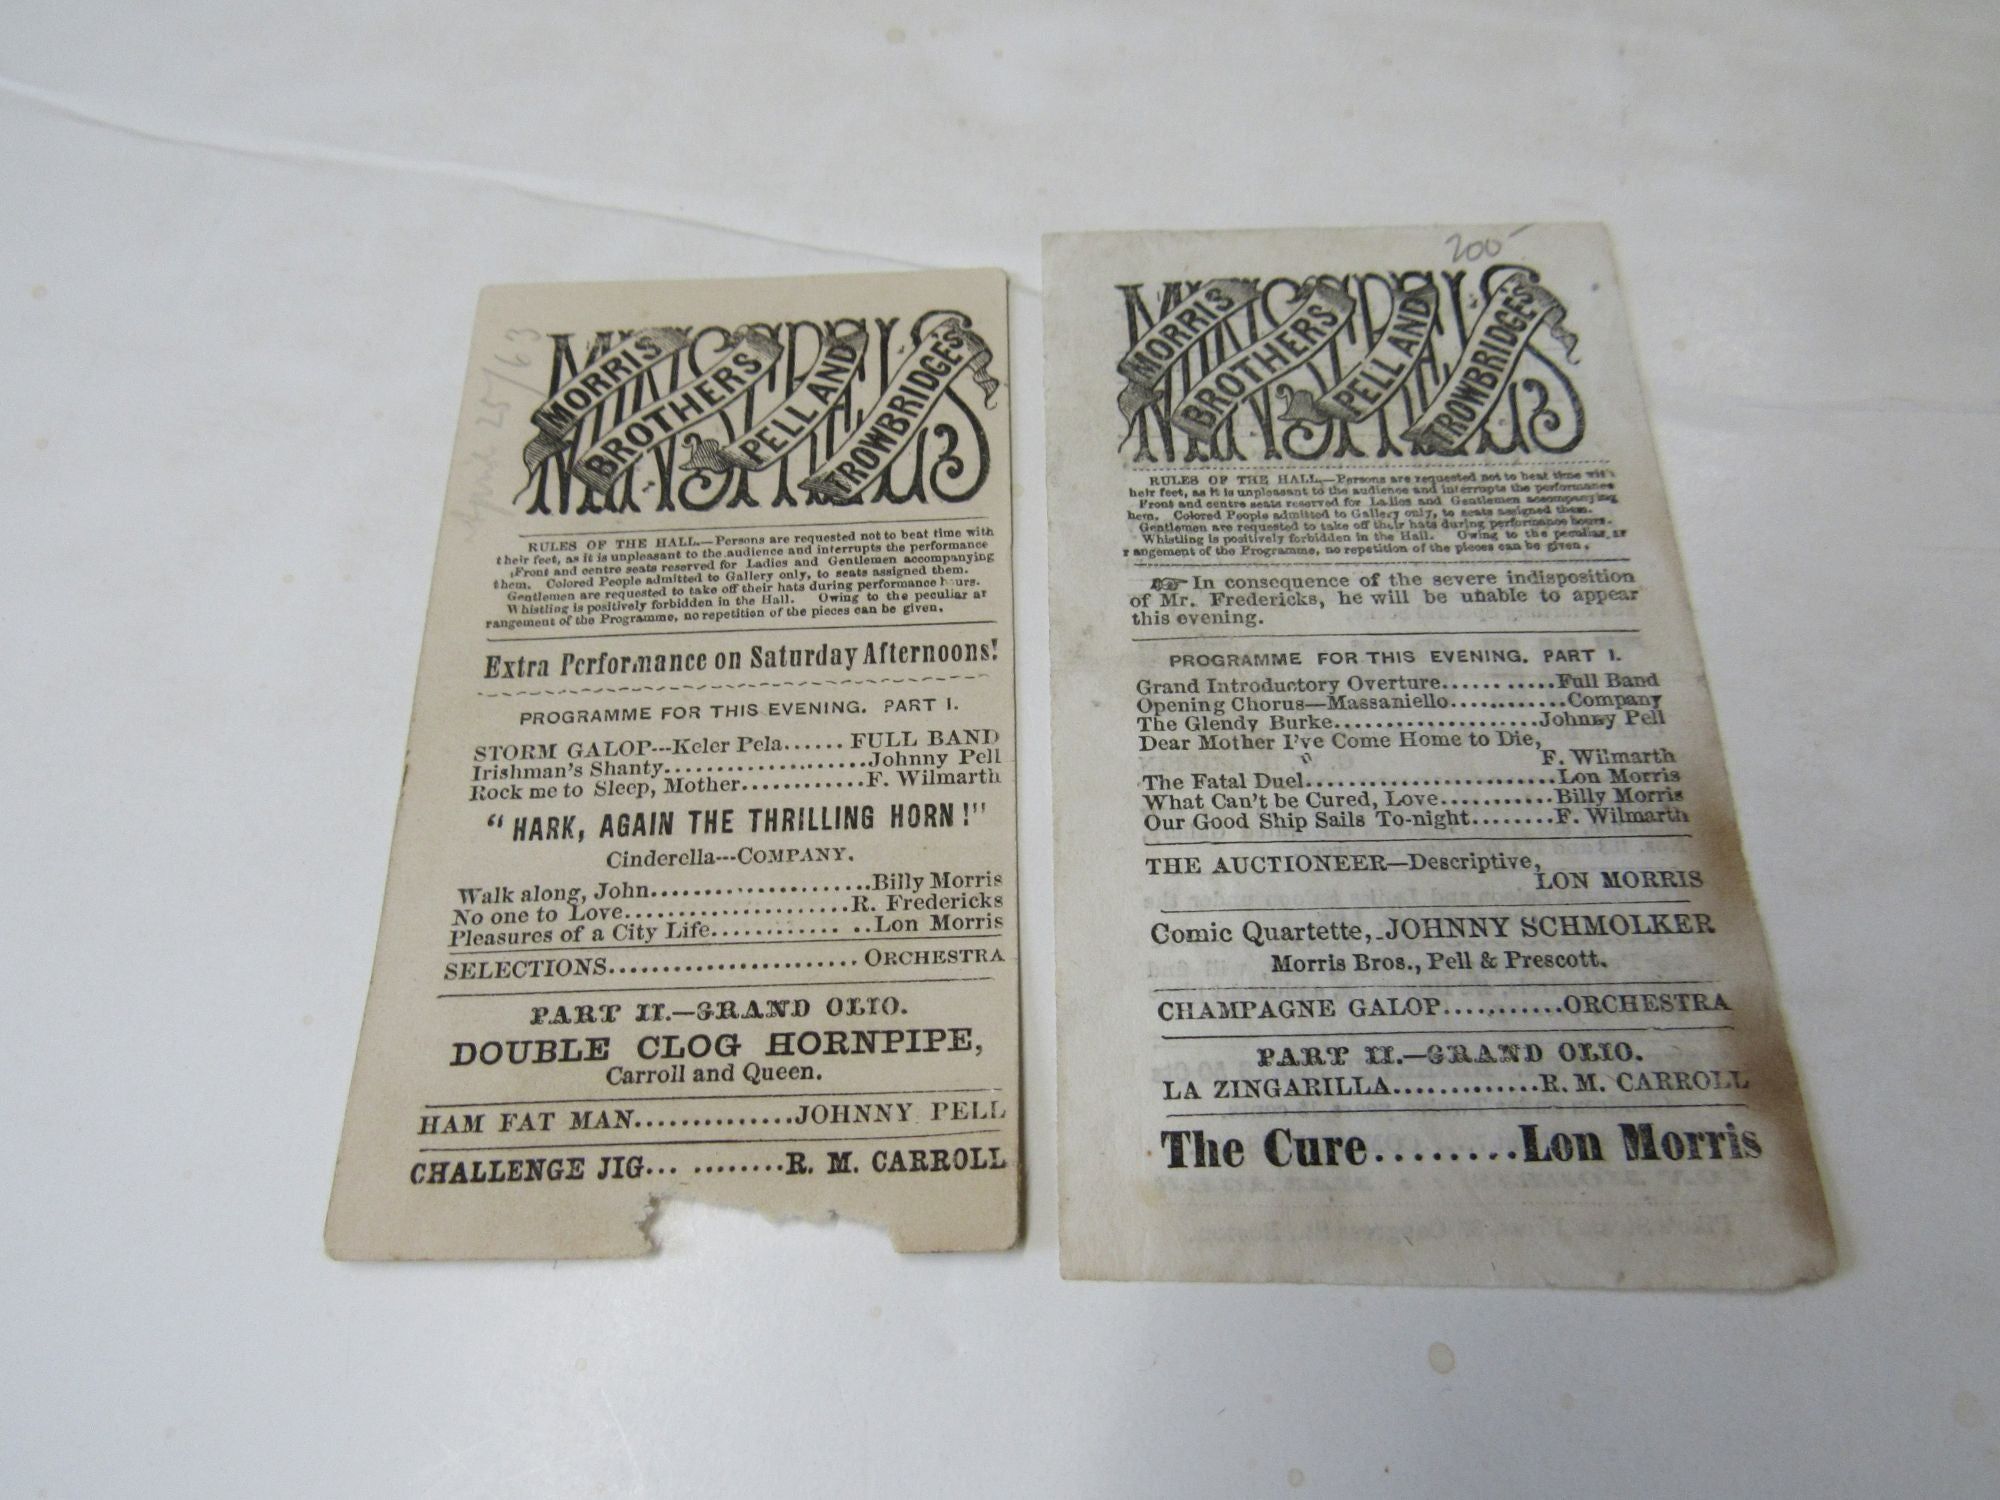 April 25/63
MINSTRELS
MORRIS
BROTHERS
PELL AND
TROWBRIDGE'S
RULES OF THE HALL.—Persons are requested not to beat time with
their feet, as it is unpleasant to the audience and interrupts the performance
Front and centre seats reserved for Ladies and Gentlemen accompanying
them. Colored People admitted to Gallery only, to seats assigned them.
Gentlemen are requested to take off their hats during performance hours.
Whistling is positively forbidden in the Hall. Owing to the peculiar ar
rangement of the Programme, no repetition of the pieces can be given.
Extra Performance on Saturday Afternoons!
PROGRAMME FOR THIS EVENING. PART I.
STORM GALOP---Keler Pela...... FULL BAND
Irishman's Shanty....................Johnny Pell
Rock me to Sleep, Mother............F. Wilmarth
"HARK, AGAIN THE THRILLING HORN!"
Cinderella---COMPANY.
Walk along, John......................Billy Morris
No one to Love......................R. Fredericks
Pleasures of a City Life............ ..Lon Morris
SELECTIONS....................... ORCHESTRA
PART II.—GRAND OLIO.
DOUBLE CLOG HORNPIPE,
Carroll and Queen.
HAM FAT MAN..............JOHNNY PELL
CHALLENGE JIG... ........R. M. CARROLL
200-
MINSTRELS
MORRIS
BROTHERS
PELL AND
TROWBRIDGE'S
RULES OF THE HALL.—Persons are requested not to beat time with
heir feet, as it is unpleasant to the audience and interrupts the performance
Front and centre seats reserved for Ladies and Gentlemen accompanying
hem. Colored People admitted to Gallery only, to seats assigned them.
Gentlemen are requested to take off their hats during performance hours.
Whistling is positively forbidden in the Hall. Owing to the peculiar ar
r angement of the Programme, no repetition of the pieces can be given.
☞ In consequence of the severe indisposition
of Mr. Fredericks, he will be unable to appear
this evening.
PROGRAMME FOR THIS EVENING. PART I.
Grand Introductory Overture...........Full Band
Opening Chorus—Massaniello...........Company
The Glendy Burke....................Johnny Pell
Dear Mother I've Come Home to Die,
F. Wilmarth
The Fatal Duel........................Lon Morris
What Can't be Cured, Love...........Billy Morris
Our Good Ship Sails To-night........F. Wilmarth
THE AUCTIONEER—Descriptive,
LON MORRIS
Comic Quartette, JOHNNY SCHMOLKER
Morris Bros., Pell & Prescott.
CHAMPAGNE GALOP...........ORCHESTRA
PART II.—GRAND OLIO.
LA ZINGARILLA.............R. M. CARROLL
The Cure........Lon Morris